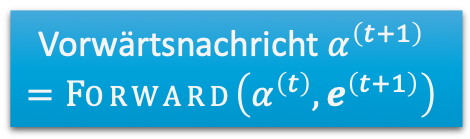 Vorwärtsnachricht α^(t+1)
= FORWARD(α^(t), e^(t+1))